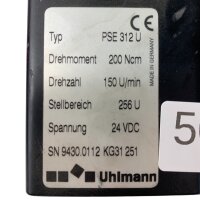 CE
Typ PSE 312 U
Drehmoment 200 Ncm
Drehzahl 150 U/min
Stellbereich 256 U
Spannung 24 VDC
SN 9430.0112 KG31 251
Uhlmann
MADE IN GERMANY